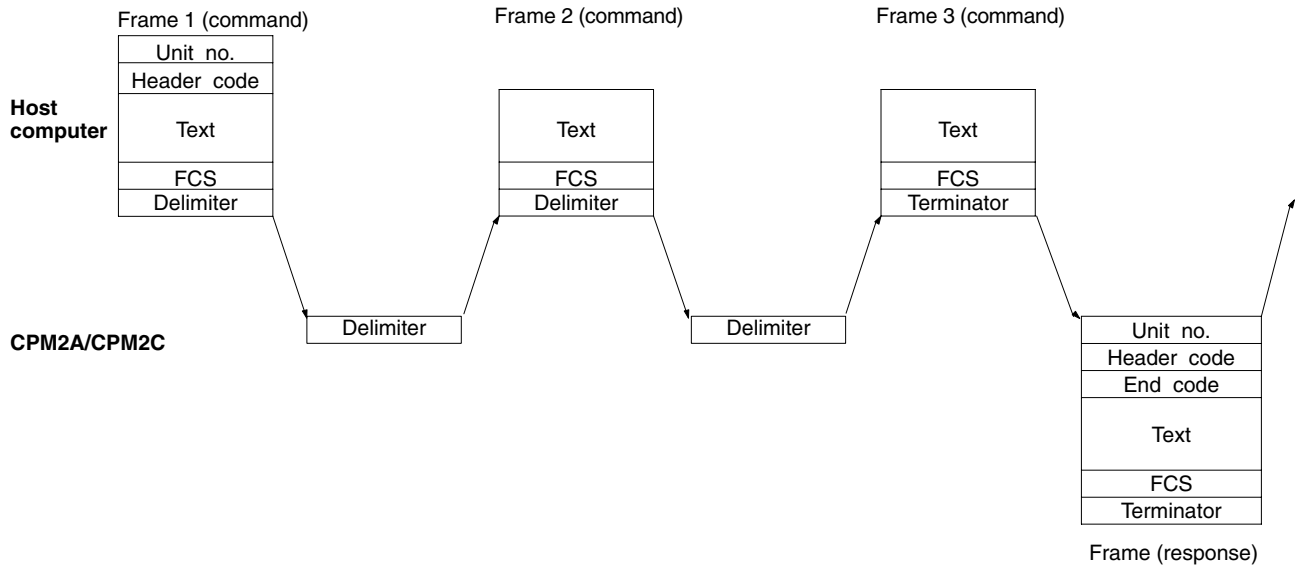 Frame 1 (command)
Frame 2 (command)
Frame 3 (command)
Host
computer
Unit no.
Header code
Text
FCS
Delimiter
Text
FCS
Delimiter
Text
FCS
Terminator
CPM2A/CPM2C
Delimiter
Delimiter
Unit no.
Header code
End code
Text
FCS
Terminator
Frame (response)